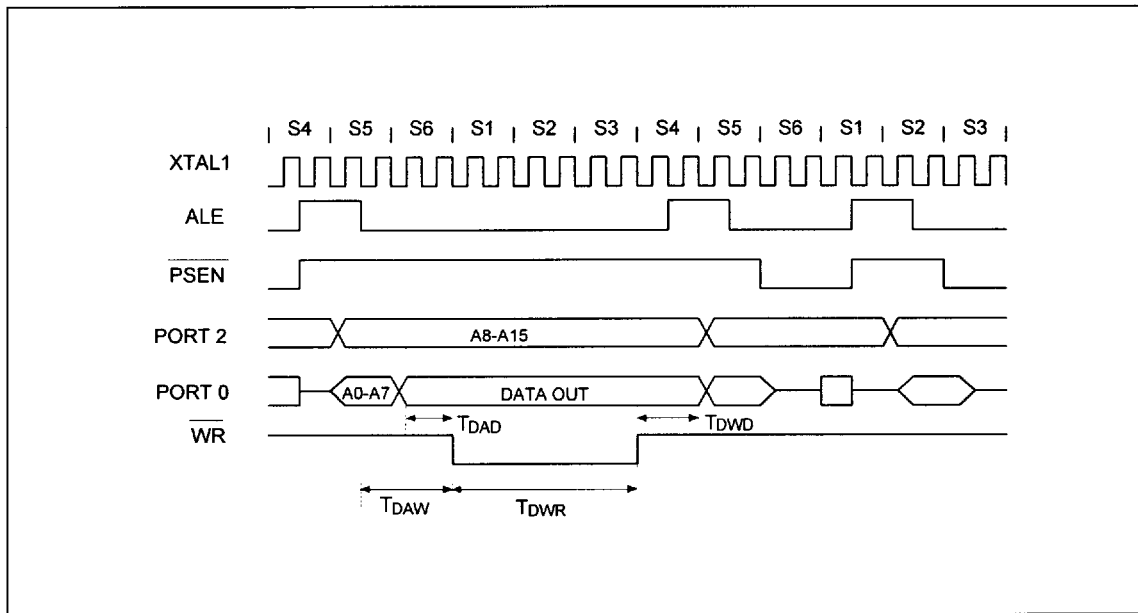 S4 S5 S6 S1 S2 S3 S4 S5 S6 S1 S2 S3
XTAL1
ALE
PSEN
PORT 2 A8-A15
PORT 0 A0-A7 DATA OUT
TDAD TDWD
WR
TDAW TDWR